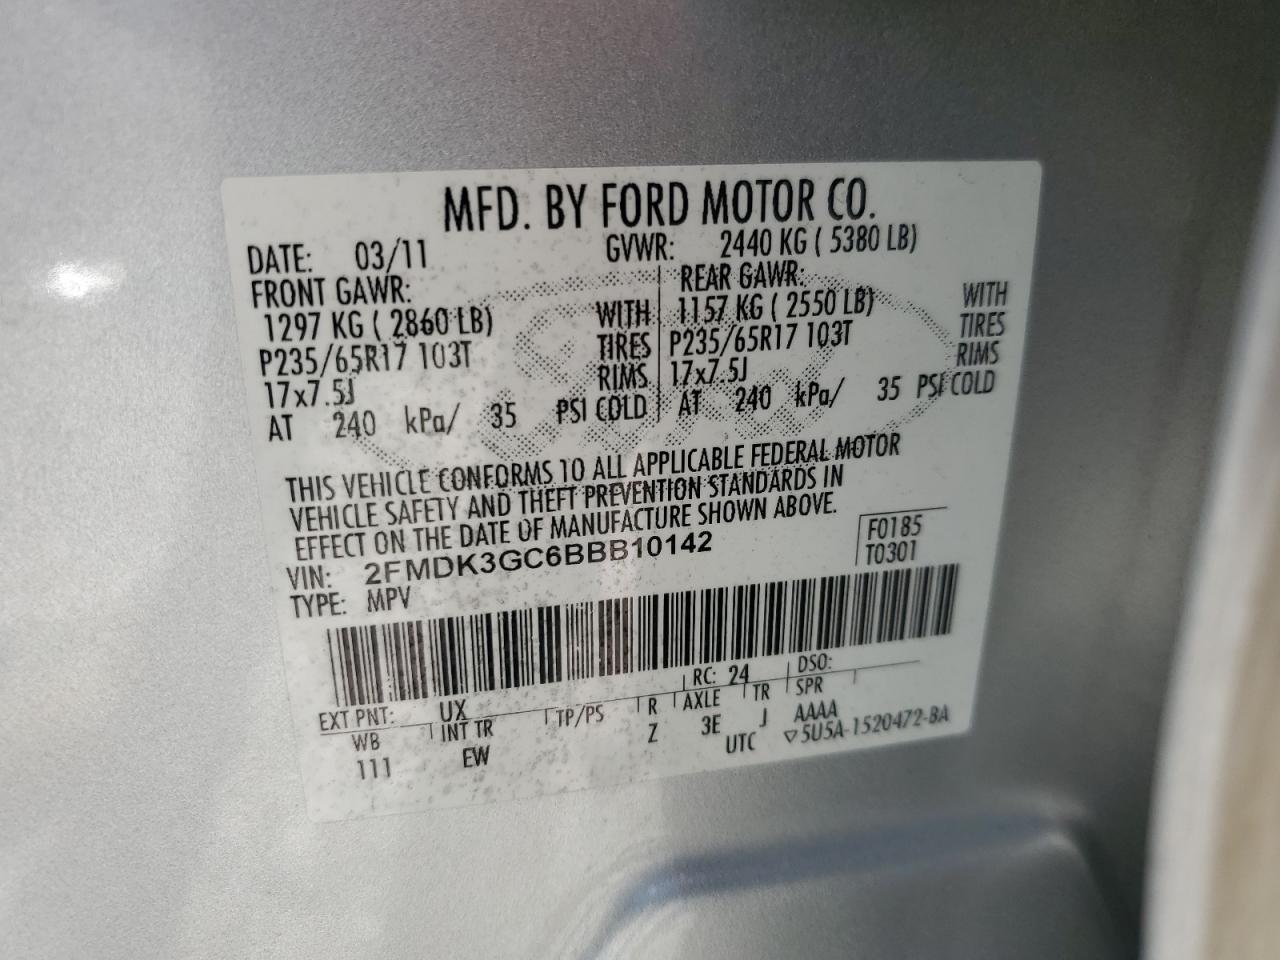 MFD. BY FORD MOTOR CO.
DATE: 03/11 GVWR: 2440 KG ( 5380 LB)
FRONT GAWR: REAR GAWR:
1297 KG ( 2860 LB) WITH 1157 KG ( 2550 LB) WITH
P235/65R17 103T TIRES P235/65R17 103T TIRES
17x7.5J RIMS 17x7.5J RIMS
AT 240 kPa/ 35 PSI COLD AT 240 kPa/ 35 PSI COLD
THIS VEHICLE CONFORMS TO ALL APPLICABLE FEDERAL MOTOR
VEHICLE SAFETY AND THEFT PREVENTION STANDARDS IN
EFFECT ON THE DATE OF MANUFACTURE SHOWN ABOVE.
VIN: 2FMDK3GC6BBB10142 F0185
TYPE: MPV T0301
EXT PNT: UX RC: 24 DSO:
WB INT TR TP/PS R AXLE TR SPR
111 EW Z 3E J AAAA
UTC ▽5U5A-1520472-BA